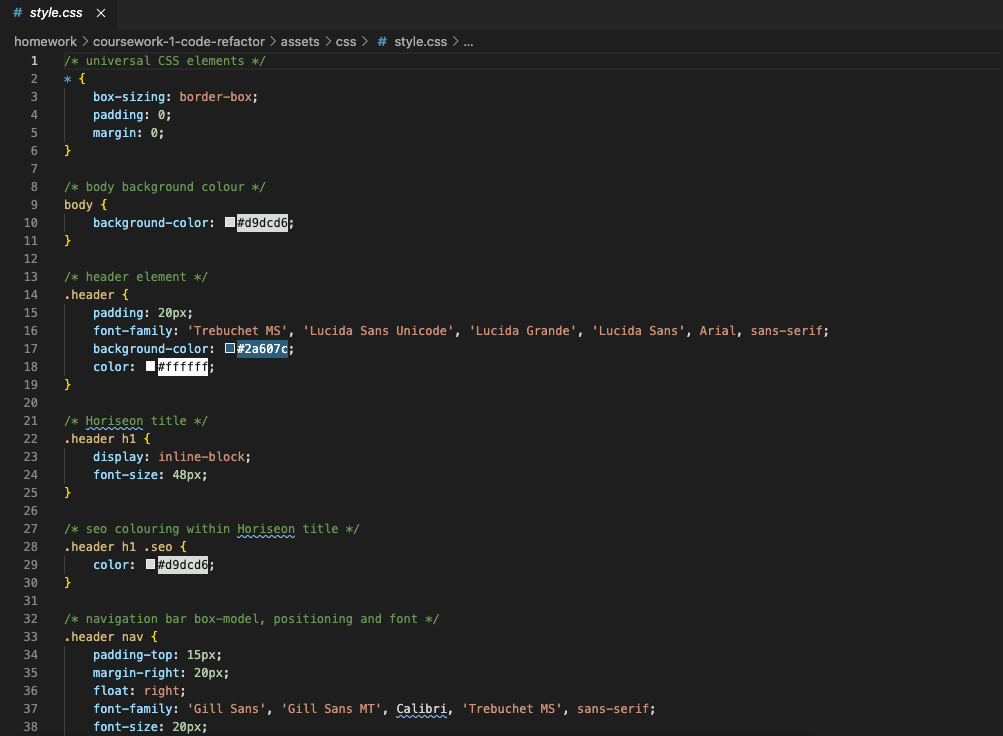 # style.css ×
homework > coursework-1-code-refactor > assets > css > # style.css > ...
1 /* universal CSS elements */
2 * {
3 box-sizing: border-box;
4 padding: 0;
5 margin: 0;
6 }
7
8 /* body background colour */
9 body {
10 background-color: #d9dcd6;
11 }
12
13 /* header element */
14 .header {
15 padding: 20px;
16 font-family: 'Trebuchet MS', 'Lucida Sans Unicode', 'Lucida Grande', 'Lucida Sans', Arial, sans-serif;
17 background-color: #2a607c;
18 color: #ffffff;
19 }
20
21 /* Horiseon title */
22 .header h1 {
23 display: inline-block;
24 font-size: 48px;
25 }
26
27 /* seo colouring within Horiseon title */
28 .header h1 .seo {
29 color: #d9dcd6;
30 }
31
32 /* navigation bar box-model, positioning and font */
33 .header nav {
34 padding-top: 15px;
35 margin-right: 20px;
36 float: right;
37 font-family: 'Gill Sans', 'Gill Sans MT', Calibri, 'Trebuchet MS', sans-serif;
38 font-size: 20px;